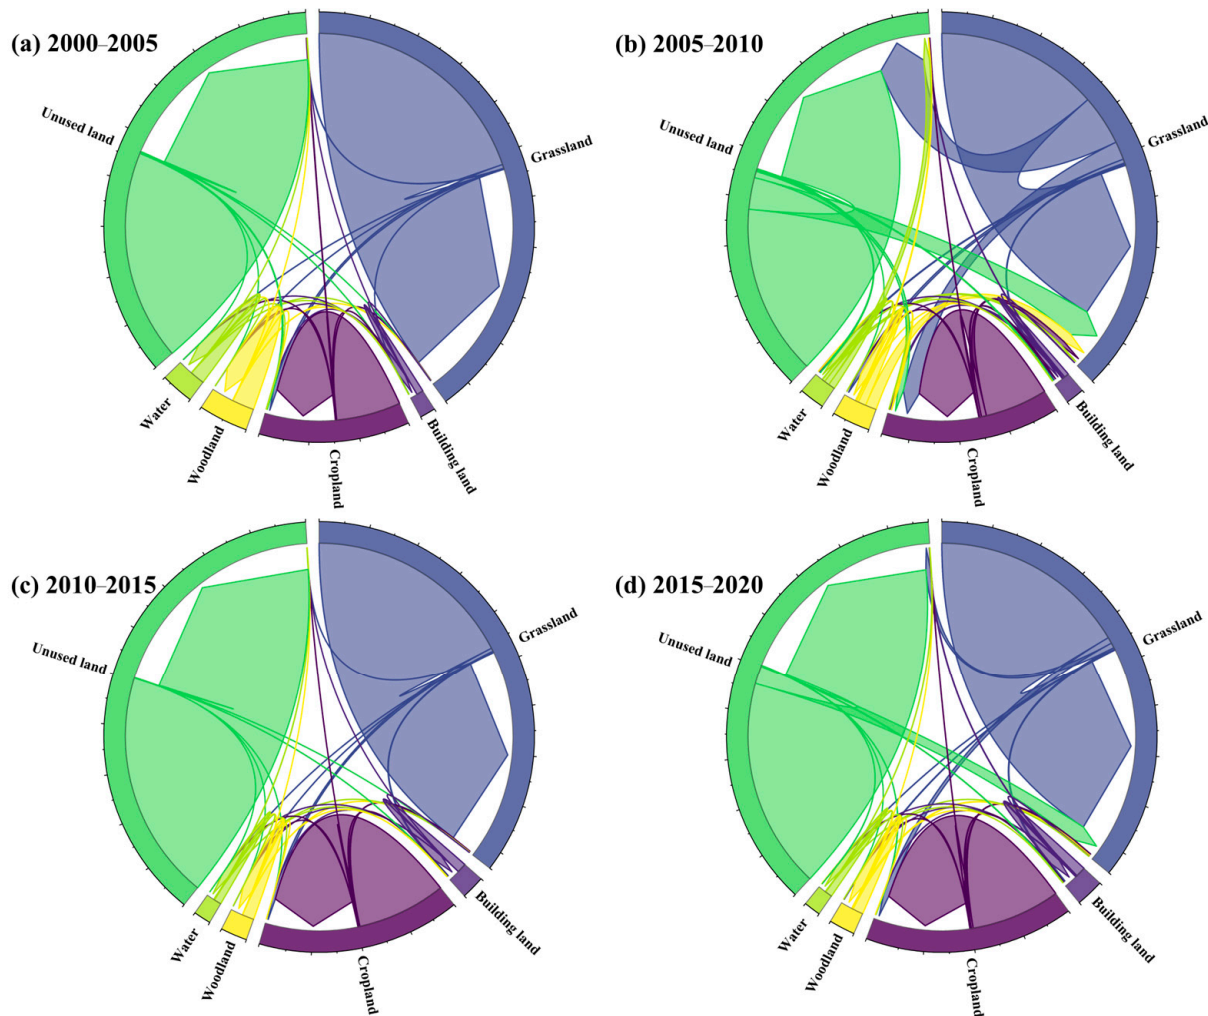 (a) 2000–2005
Unused land
Grassland
Water
Woodland
Cropland
Building land
(b) 2005–2010
Unused land
Grassland
Water
Woodland
Cropland
Building land
(c) 2010–2015
Unused land
Grassland
Water
Woodland
Cropland
Building land
(d) 2015–2020
Unused land
Grassland
Water
Woodland
Cropland
Building land